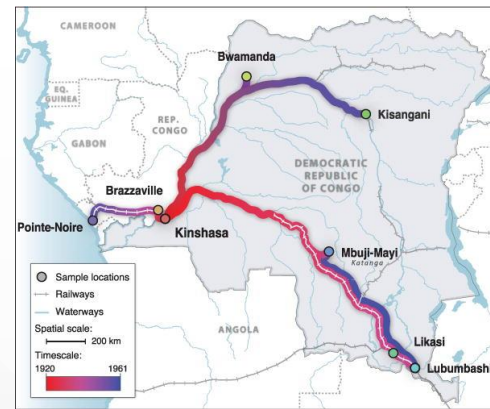 CAMEROON
Bwamanda
EQ.
GUINEA
REP.
CONGO
Kisangani
GABON
DEMOCRATIC
REPUBLIC
OF CONGO
Brazzaville
Pointe-Noire
Kinshasa
Mbuji-Mayi
Katanga
Sample locations
Railways
Waterways
Spatial scale:
200 km
Timescale:
1920 1961
ANGOLA
Likasi
Lubumbashi